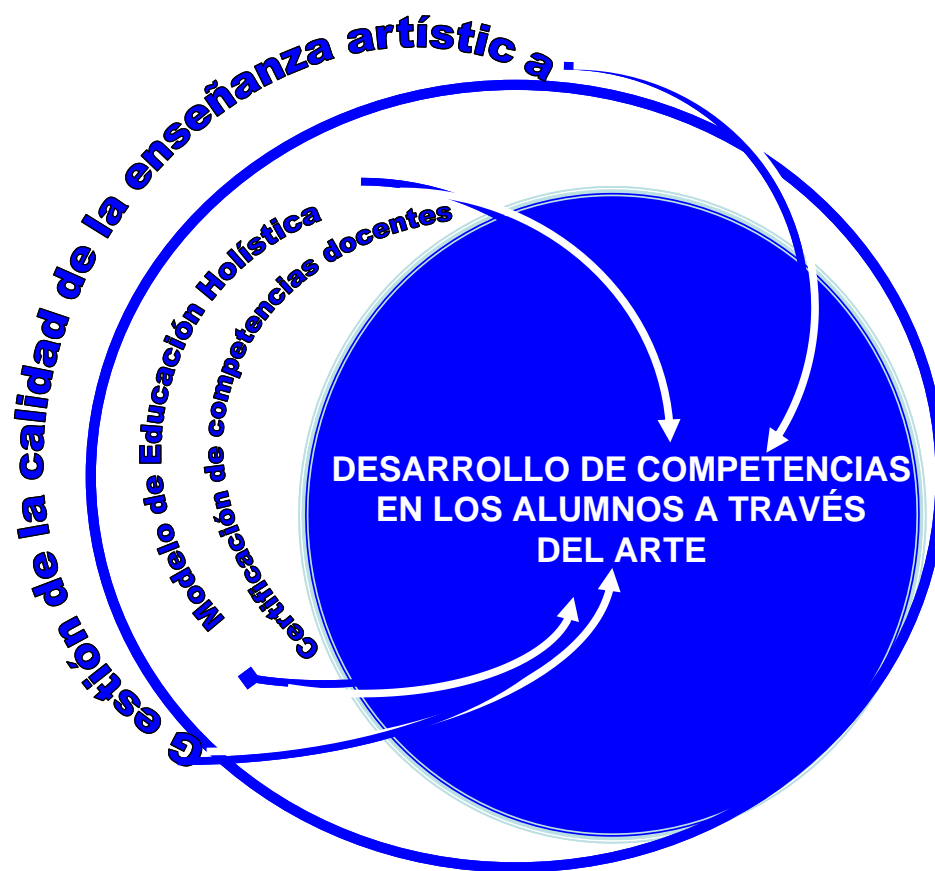 Gestión de la calidad de la enseñanza artística
Modelo de Educación Holística
Certificación de competencias docentes
DESARROLLO DE COMPETENCIAS
EN LOS ALUMNOS A TRAVÉS
DEL ARTE